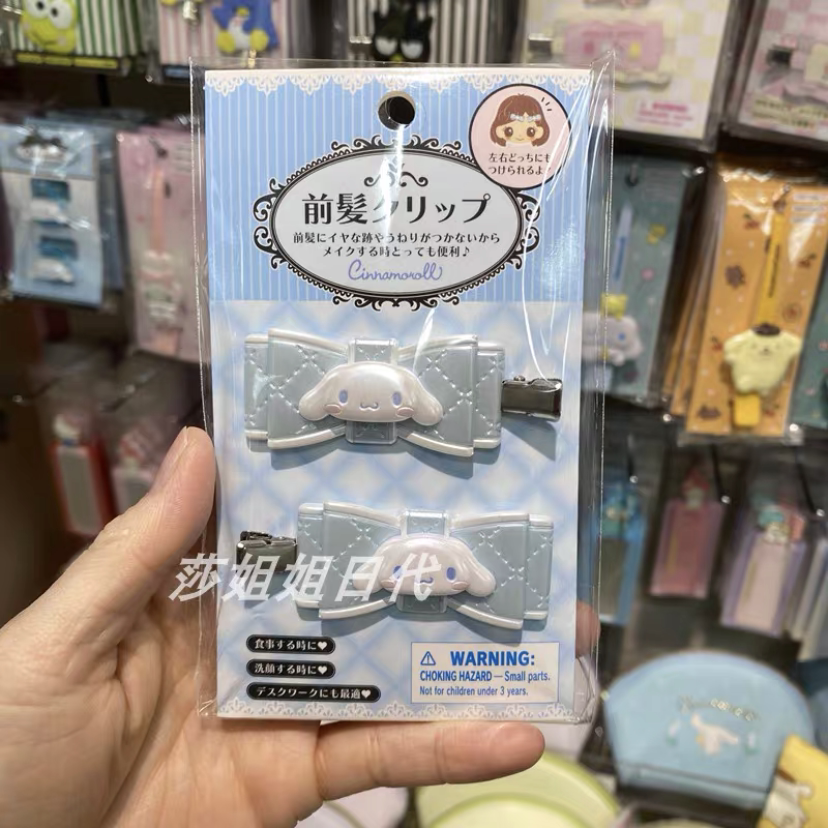 左右どっちにも
つけられるよ
前髪クリップ
前髪にイヤな跡やうねりがつかないから
メイクする時とっても便利♪
Cinnamoroll
莎姐姐日代
食事する時に♥
洗顔する時に♥
デスクワークにも最適♥
⚠ WARNING:
CHOKING HAZARD — Small parts.
Not for children under 3 years.
WARNING: